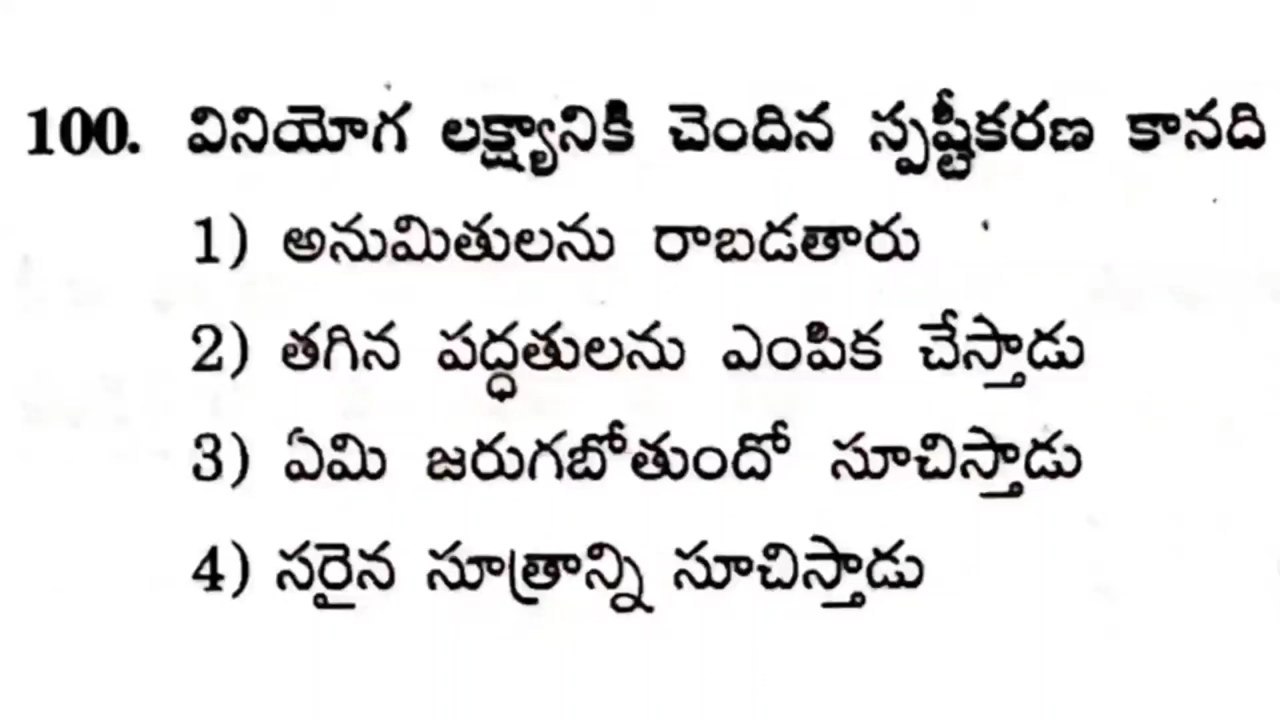 100. వినియోగ లక్ష్యానికి చెందిన స్పష్టీకరణ కానది
1) అనుమితులను రాబడతారు
2) తగిన పద్ధతులను ఎంపిక చేస్తాడు
3) ఏమి జరుగబోతుందో సూచిస్తాడు
4) సరైన సూత్రాన్ని సూచిస్తాడు